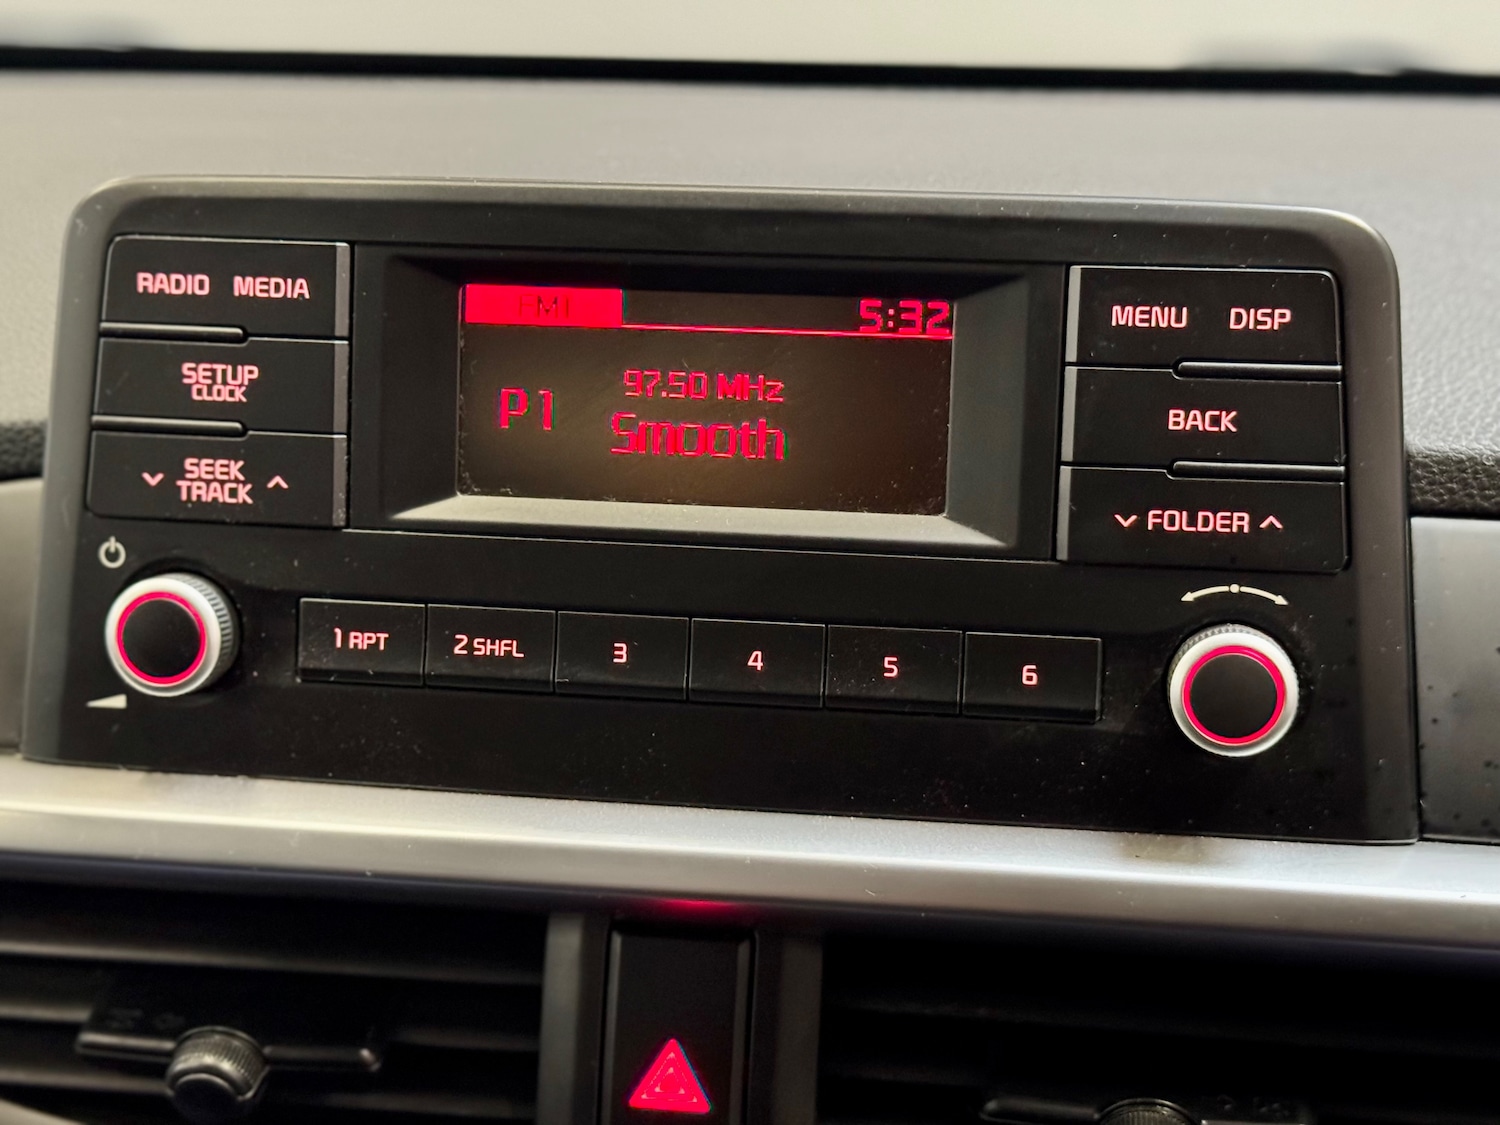 RADIO MEDIA
SETUP
CLOCK
SEEK
TRACK
FM1
5:32
P1
97.50 MHz
Smooth
MENU DISP
BACK
FOLDER
1 RPT
2 SHFL
3
4
5
6